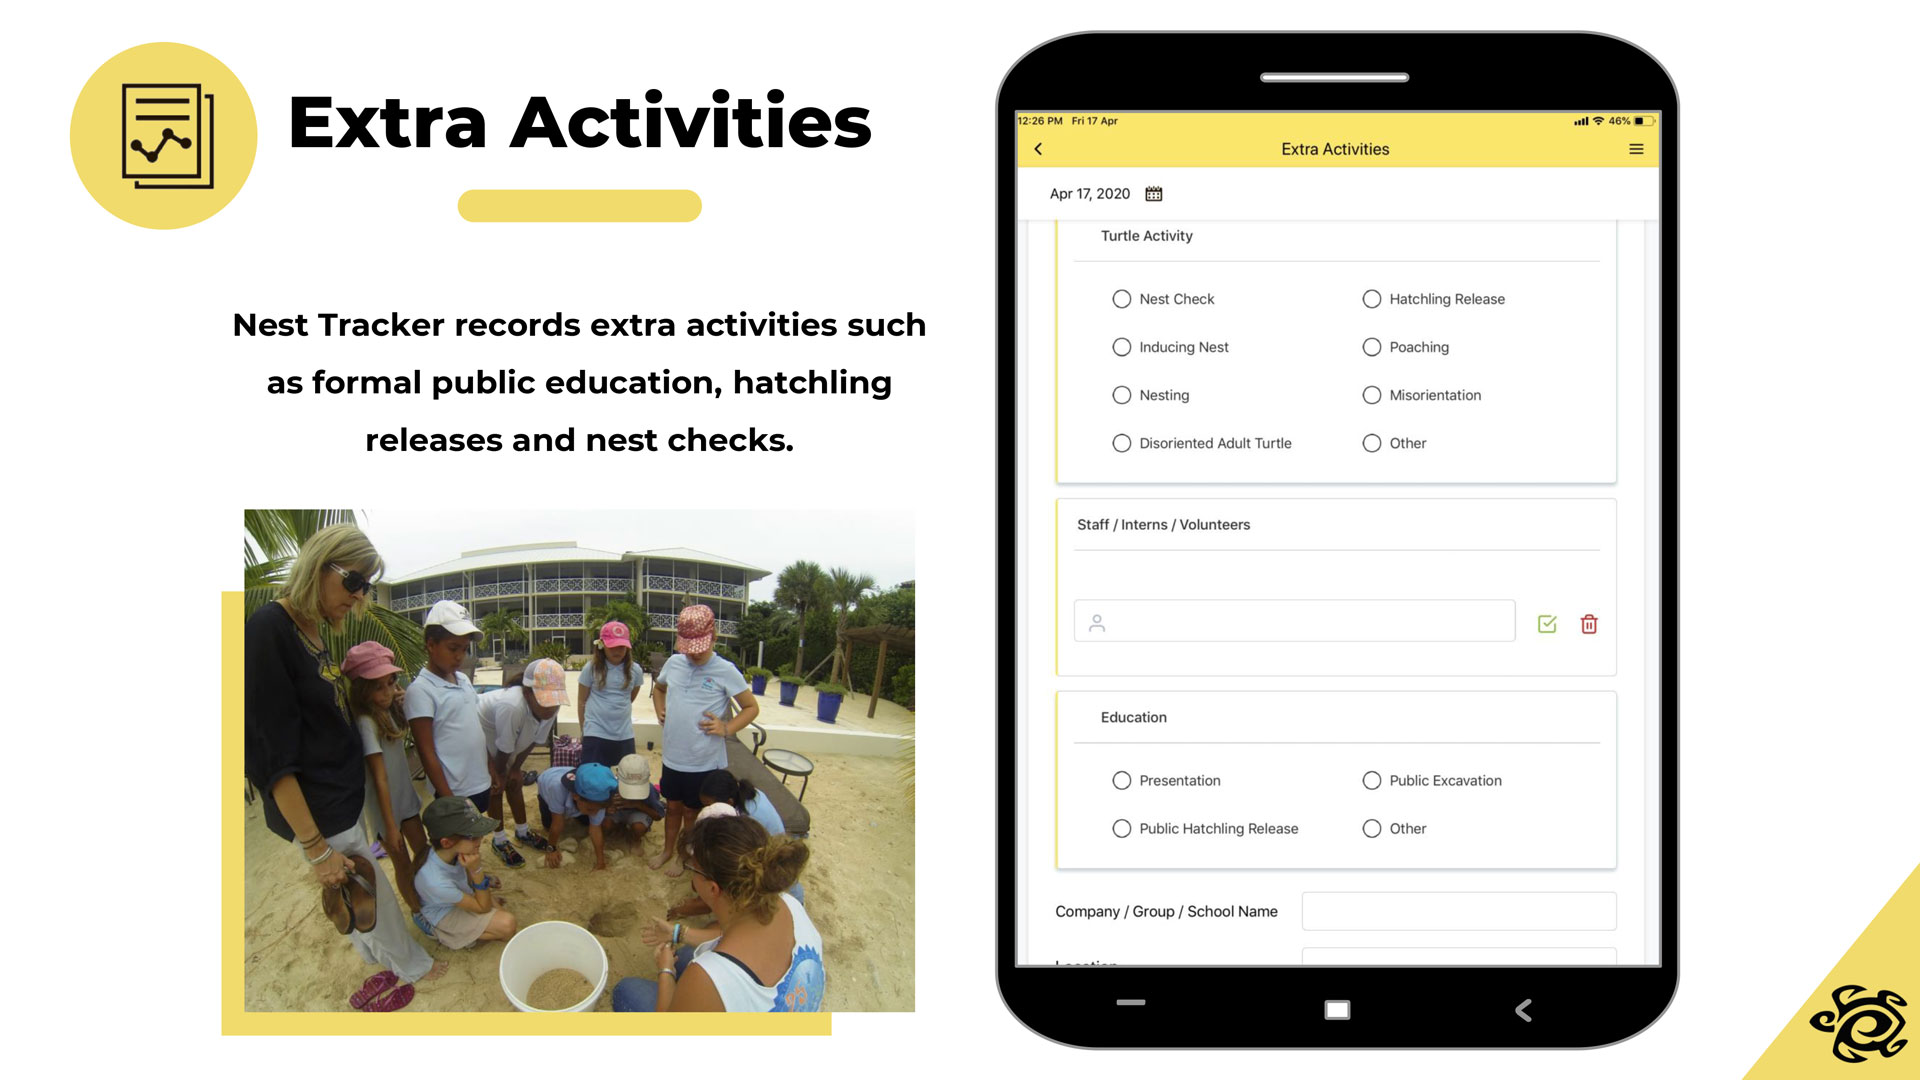 Extra Activities
Nest Tracker records extra activities such
as formal public education, hatchling
releases and nest checks.
12:26 PM Fri 17 Apr 46%
Extra Activities
Apr 17, 2020
Turtle Activity
Nest Check Hatchling Release
Inducing Nest Poaching
Nesting Misorientation
Disoriented Adult Turtle Other
Staff / Interns / Volunteers
Education
Presentation Public Excavation
Public Hatchling Release Other
Company / Group / School Name
Location